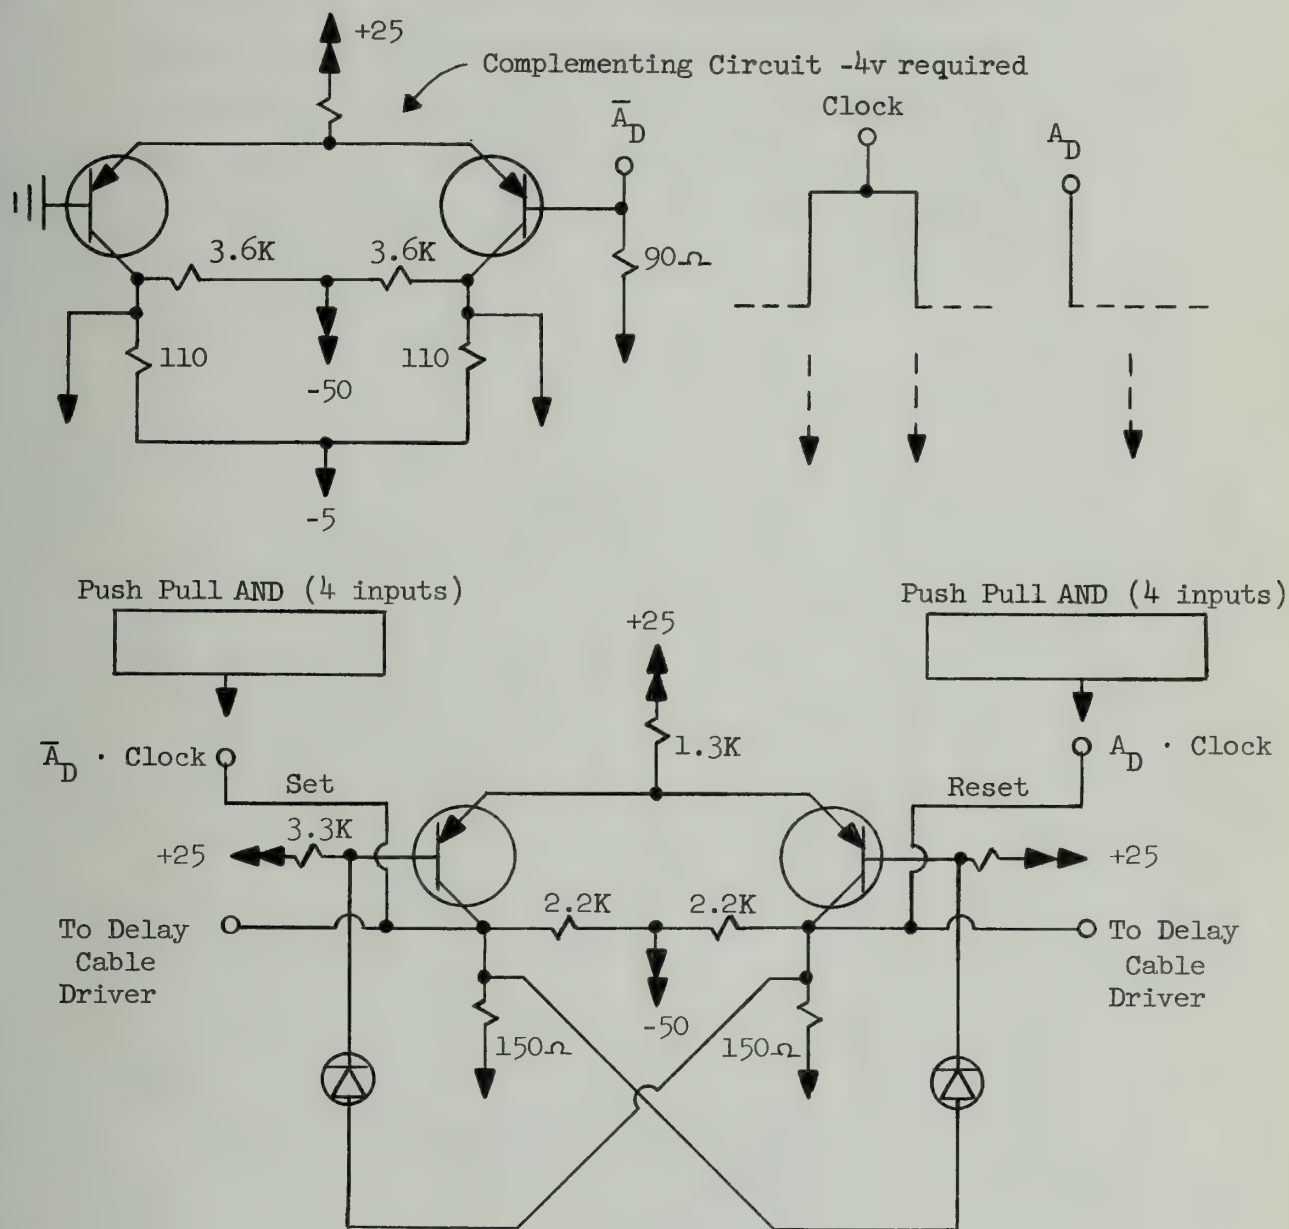 +25
Complementing Circuit -4v required
Clock
A̅_D
A_D
3.6K
3.6K
90Ω
110
110
-50
-5
Push Pull AND (4 inputs)
Push Pull AND (4 inputs)
+25
1.3K
A̅_D · Clock
A_D · Clock
Set
Reset
3.3K
+25
+25
2.2K
2.2K
To Delay
Cable
Driver
To Delay
Cable
Driver
-50
150Ω
150Ω